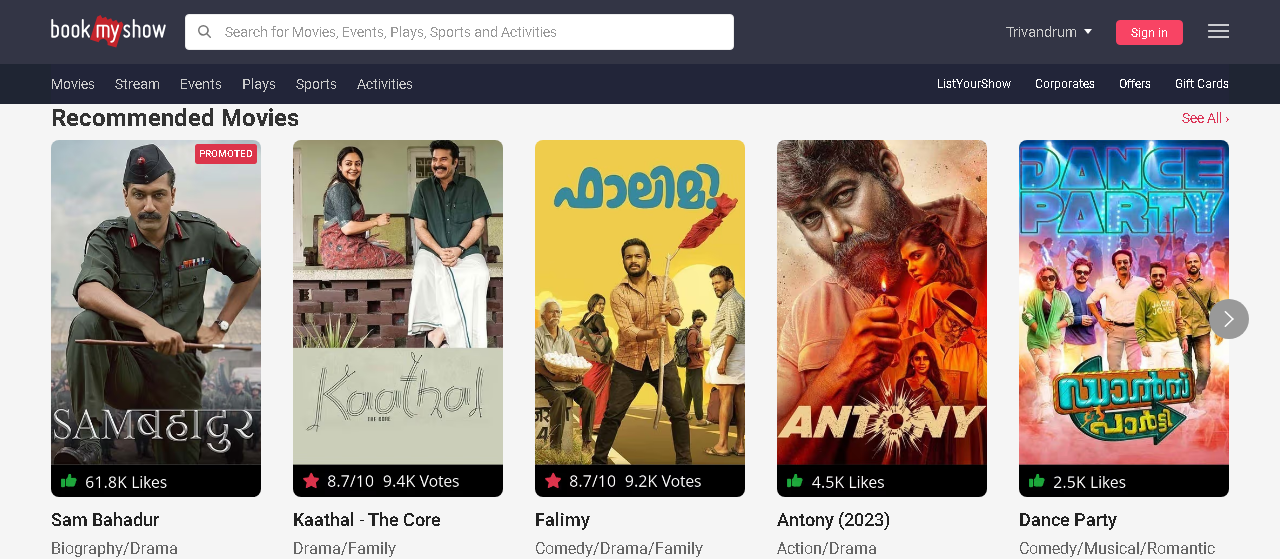 bookmyshow
Search for Movies, Events, Plays, Sports and Activities
Trivandrum
Sign in
Movies Stream Events Plays Sports Activities
ListYourShow Corporates Offers Gift Cards
Recommended Movies
See All ›
PROMOTED
SAMबहादुर
61.8K Likes
Kaathal
THE CORE
8.7/10 9.4K Votes
ഫാലിമി
8.7/10 9.2K Votes
ANTONY
4.5K Likes
DANCE
PARTY
ഡാൻസ്
പാർട്ടി
2.5K Likes
Sam Bahadur
Kaathal - The Core
Falimy
Antony (2023)
Dance Party
Biography/Drama
Drama/Family
Comedy/Drama/Family
Action/Drama
Comedy/Musical/Romantic